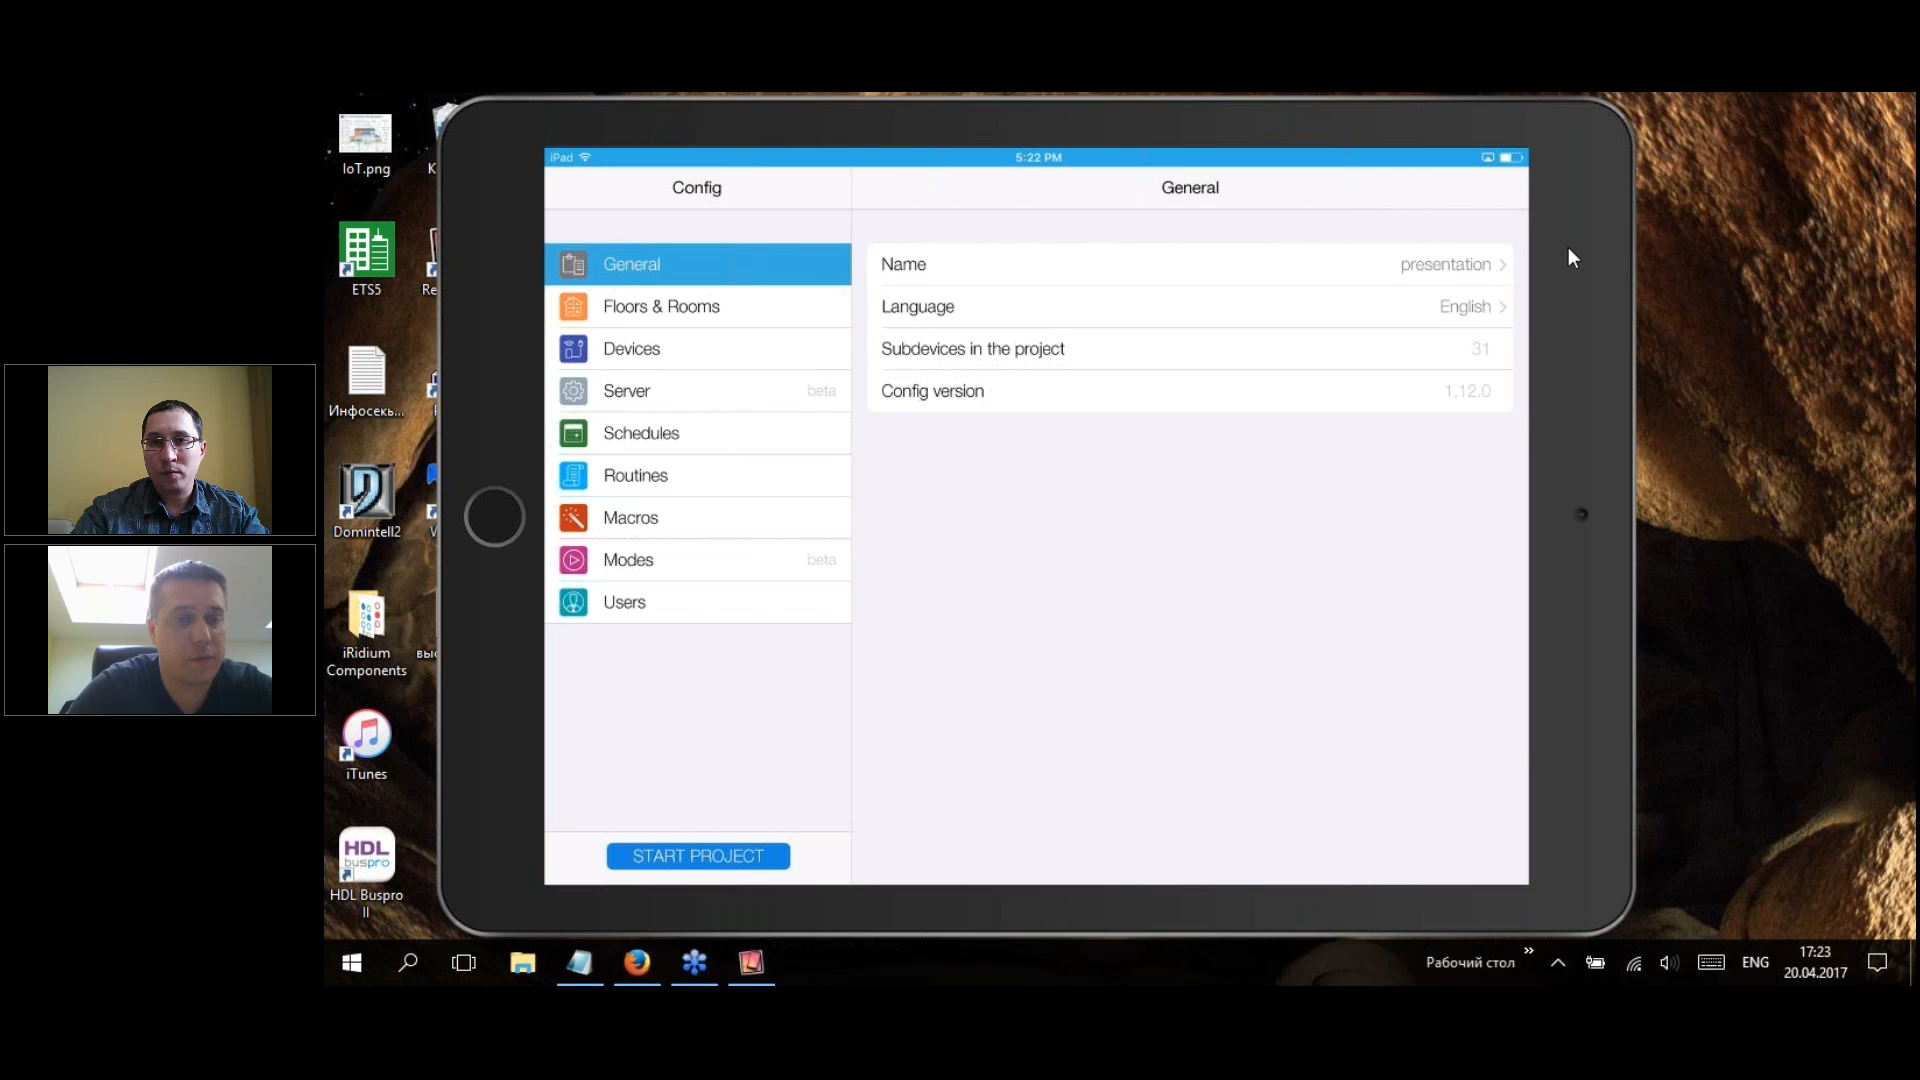 IoT.png
ETS5
Инфосекь...
Domintell2
iRidium
Components
iTunes
HDL
buspro
HDL Buspro
II
iPad
5:22 PM
Config
General
General
Floors & Rooms
Devices
Server beta
Schedules
Routines
Macros
Modes beta
Users
START PROJECT
Name presentation
Language English
Subdevices in the project 31
Config version 1.12.0
Рабочий стол
ENG
17:23
20.04.2017